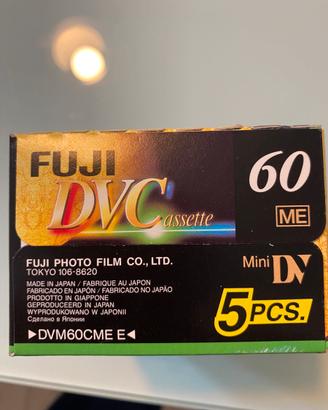 FUJI
DVCassette
60
ME
FUJI PHOTO FILM CO., LTD.
TOKYO 106-8620
MADE IN JAPAN / FABRIQUE AU JAPON
FABRICADO EN JAPÓN / FABRICADO NO JAPÃO
PRODOTTO IN GIAPPONE
GEPRODUCEERD IN JAPAN
WYPRODUKOWANO W JAPONII
Сделано в Японии
▷DVM60CME E◁
Mini DV
5PCS.